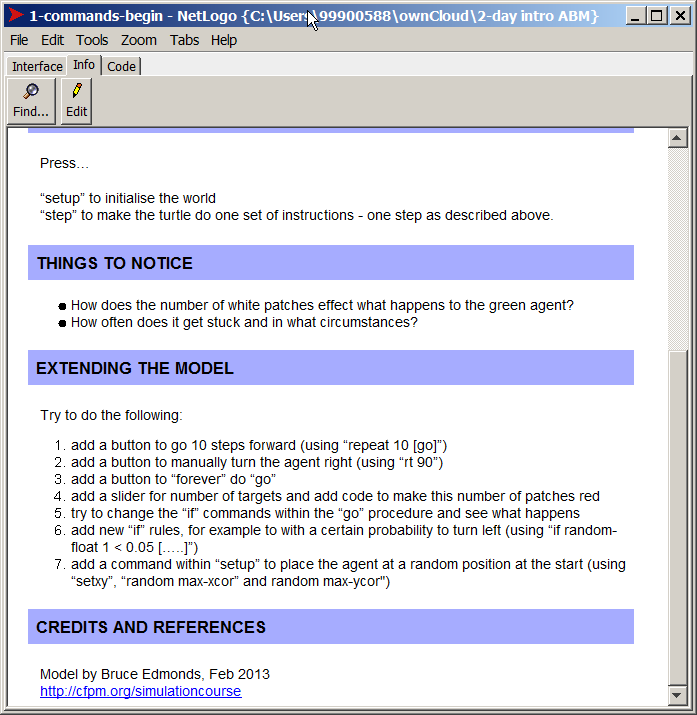 1-commands-begin - NetLogo {C:\Users\99900588\ownCloud\2-day intro ABM}
File Edit Tools Zoom Tabs Help
Interface Info Code
Find... Edit
Press…
“setup” to initialise the world
“step” to make the turtle do one set of instructions - one step as described above.
THINGS TO NOTICE
● How does the number of white patches effect what happens to the green agent?
● How often does it get stuck and in what circumstances?
EXTENDING THE MODEL
Try to do the following:
1. add a button to go 10 steps forward (using “repeat 10 [go]”)
2. add a button to manually turn the agent right (using “rt 90”)
3. add a button to “forever” do “go”
4. add a slider for number of targets and add code to make this number of patches red
5. try to change the “if” commands within the “go” procedure and see what happens
6. add new “if” rules, for example to with a certain probability to turn left (using “if random-
float 1 < 0.05 [.….]”)
7. add a command within “setup” to place the agent at a random position at the start (using
“setxy”, “random max-xcor” and random max-ycor")
CREDITS AND REFERENCES
Model by Bruce Edmonds, Feb 2013
http://cfpm.org/simulationcourse